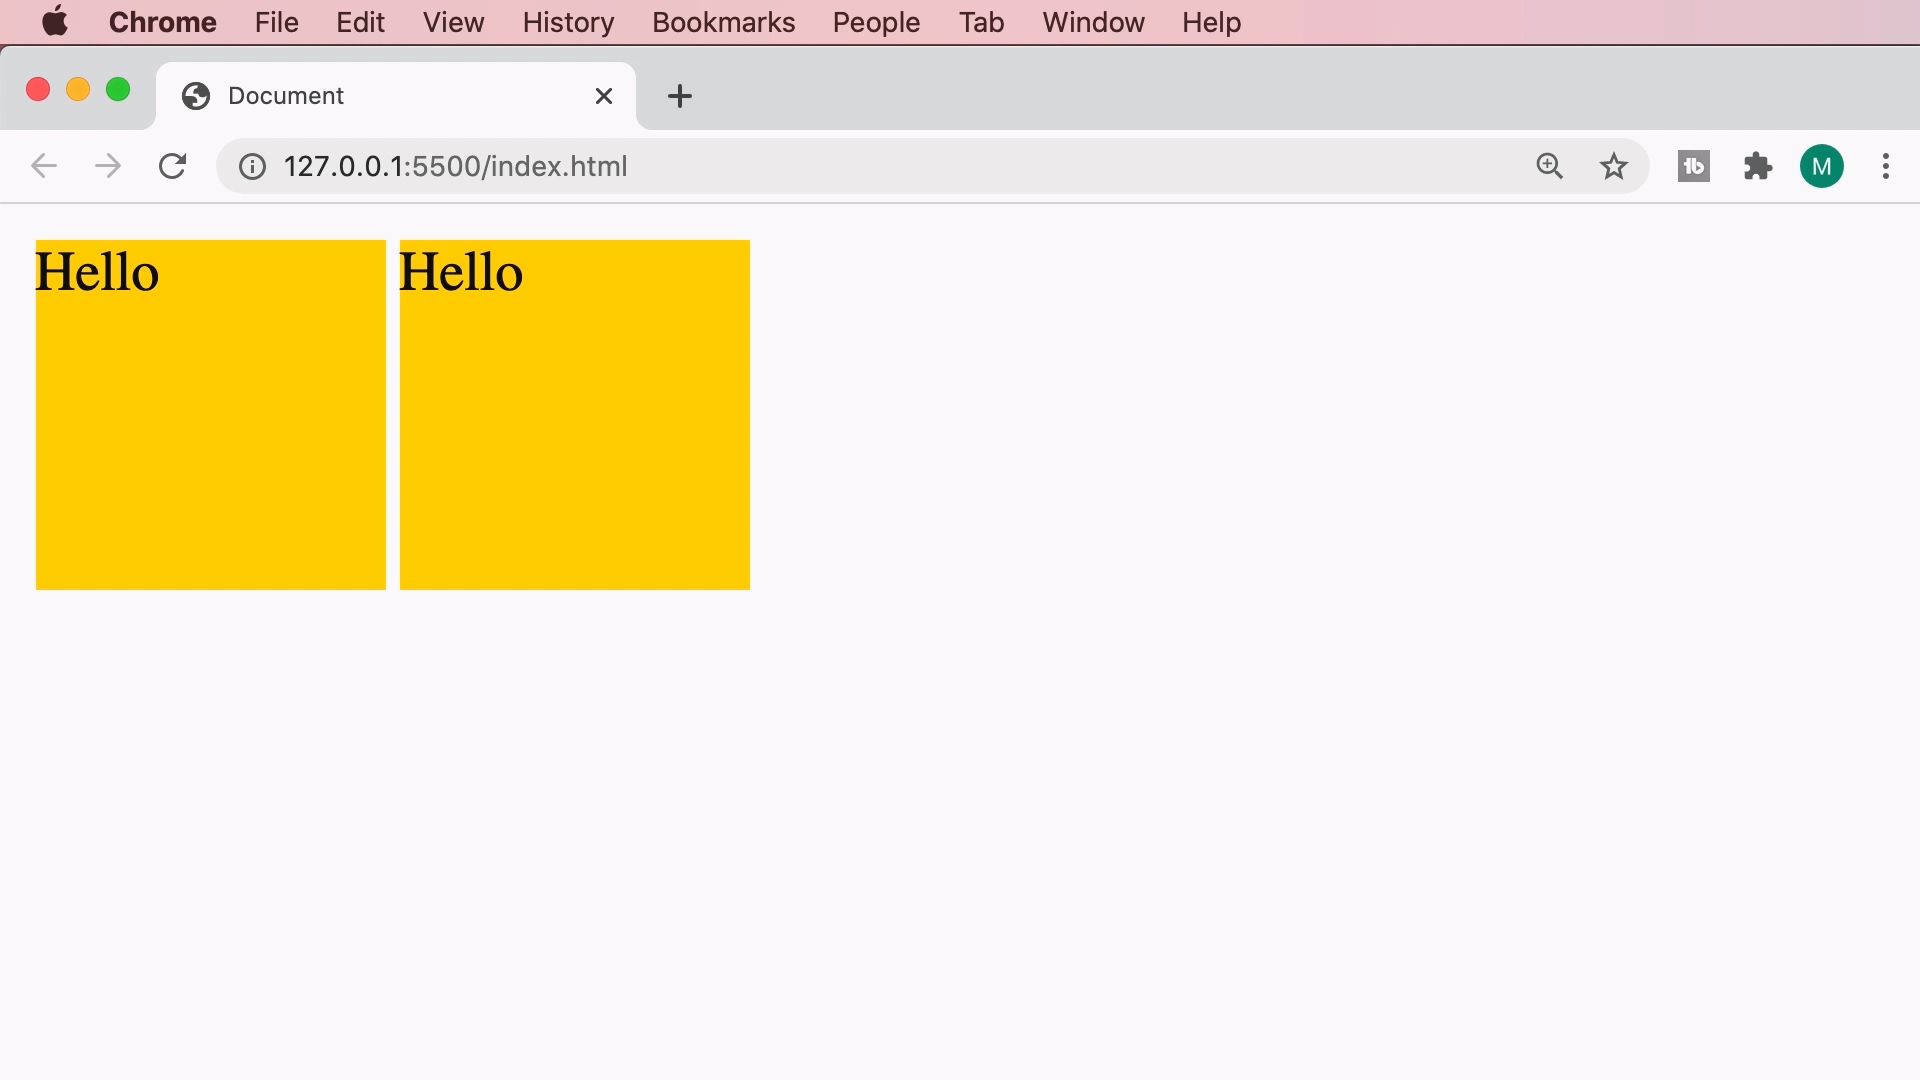 Chrome File Edit View History Bookmarks People Tab Window Help
Document
127.0.0.1:5500/index.html
M
Hello Hello